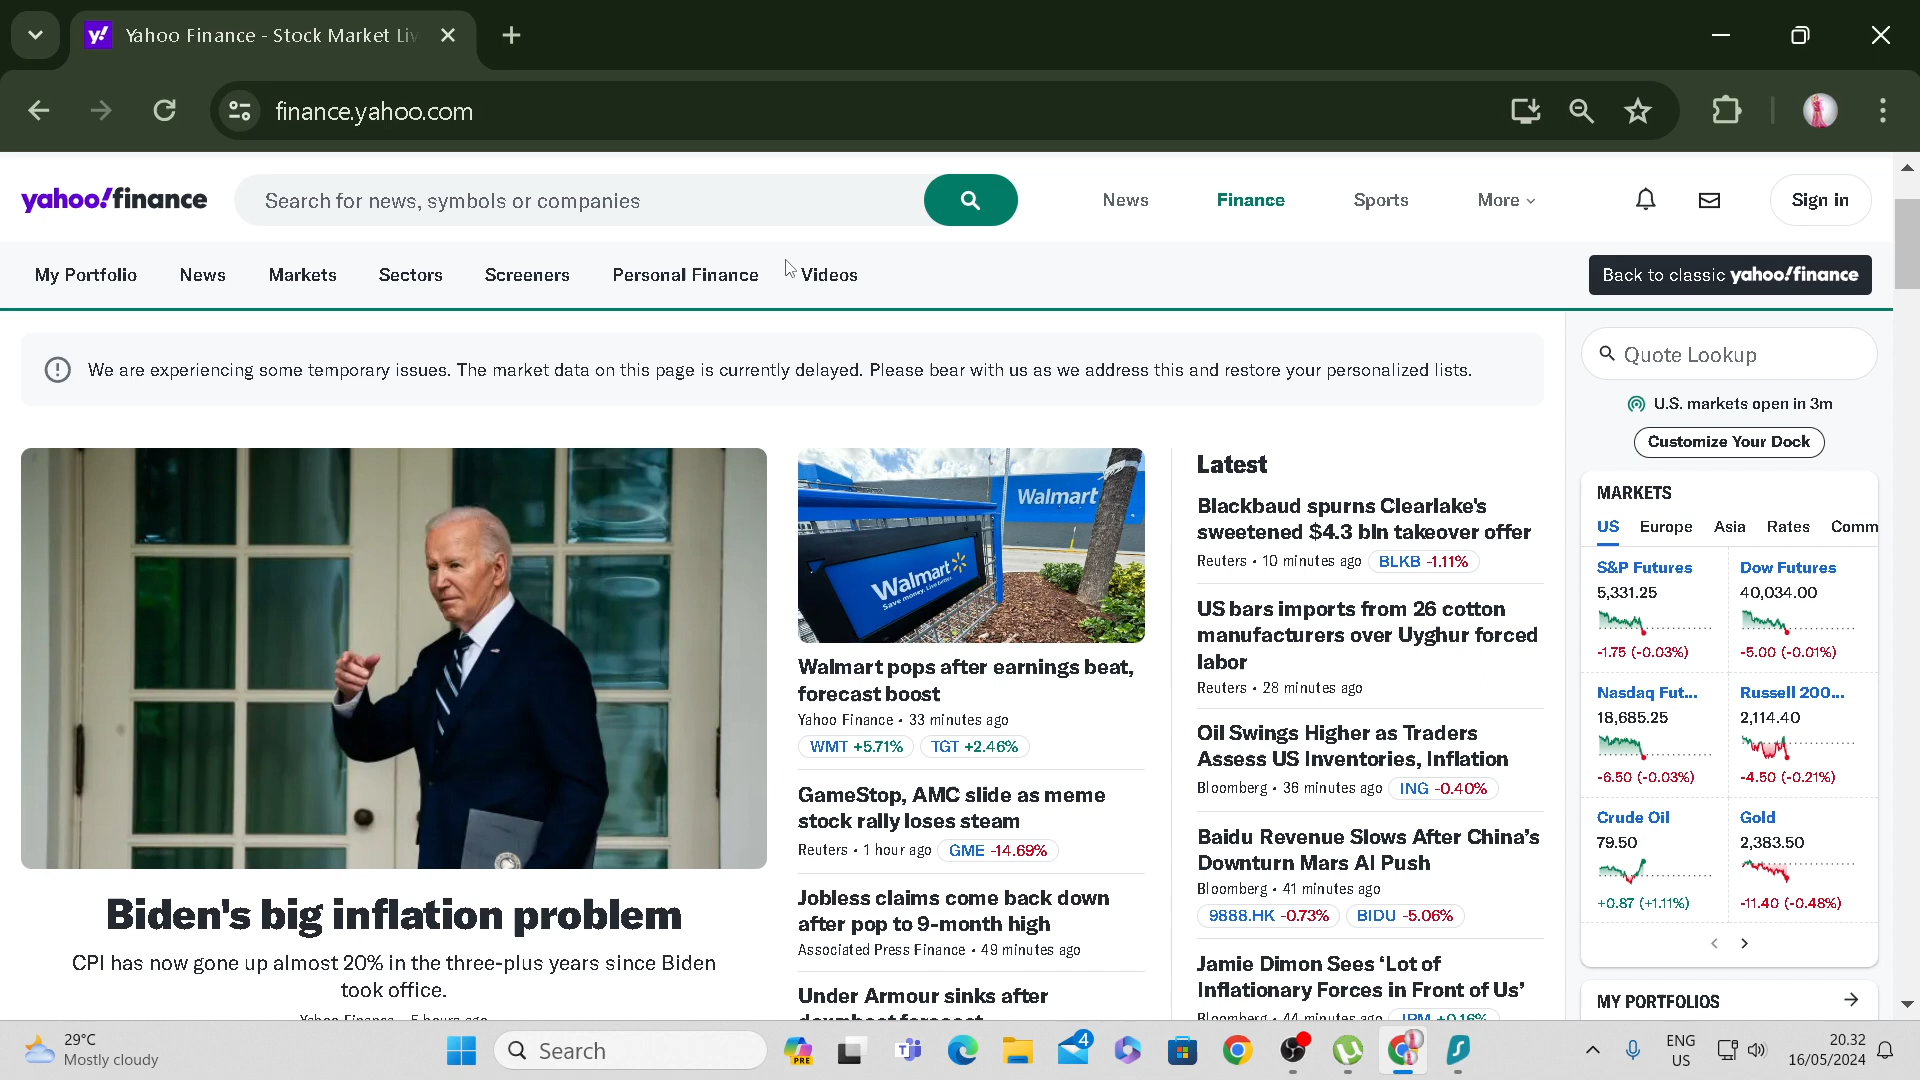 Yahoo Finance - Stock Market Liv
finance.yahoo.com
yahoo!finance
Search for news, symbols or companies
News
Finance
Sports
More
Sign in
My Portfolio
News
Markets
Sectors
Screeners
Personal Finance
Videos
Back to classic yahoo!finance
We are experiencing some temporary issues. The market data on this page is currently delayed. Please bear with us as we address this and restore your personalized lists.
Biden's big inflation problem
CPI has now gone up almost 20% in the three-plus years since Biden
took office.
Walmart
Walmart
Save money. Live better.
Walmart pops after earnings beat,
forecast boost
Yahoo Finance • 33 minutes ago
WMT +5.71% TGT +2.46%
GameStop, AMC slide as meme
stock rally loses steam
Reuters • 1 hour ago GME -14.69%
Jobless claims come back down
after pop to 9-month high
Associated Press Finance • 49 minutes ago
Under Armour sinks after
Latest
Blackbaud spurns Clearlake's
sweetened $4.3 bln takeover offer
Reuters • 10 minutes ago BLKB -1.11%
US bars imports from 26 cotton
manufacturers over Uyghur forced
labor
Reuters • 28 minutes ago
Oil Swings Higher as Traders
Assess US Inventories, Inflation
Bloomberg • 36 minutes ago ING -0.40%
Baidu Revenue Slows After China's
Downturn Mars AI Push
Bloomberg • 41 minutes ago
9888.HK -0.73% BIDU -5.06%
Jamie Dimon Sees ‘Lot of
Inflationary Forces in Front of Us’
Bloomberg • 44 minutes ago JPM +0.16%
Quote Lookup
U.S. markets open in 3m
Customize Your Dock
MARKETS
US Europe Asia Rates Comm
S&P Futures
5,331.25
-1.75 (-0.03%)
Dow Futures
40,034.00
-5.00 (-0.01%)
Nasdaq Fut...
18,685.25
-6.50 (-0.03%)
Russell 200...
2,114.40
-4.50 (-0.21%)
Crude Oil
79.50
+0.87 (+1.11%)
Gold
2,383.50
-11.40 (-0.48%)
MY PORTFOLIOS
29°C
Mostly cloudy
Search
PRE
4
ENG
US
20.32
16/05/2024